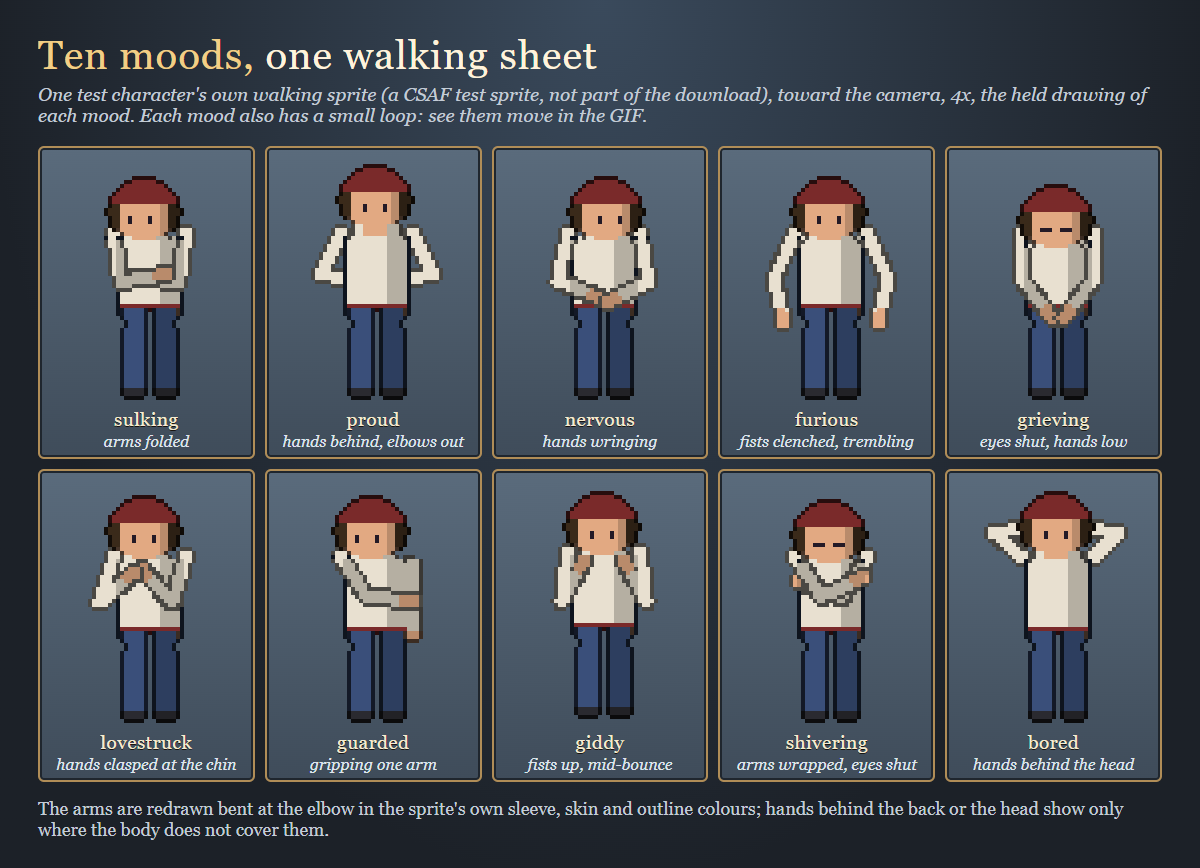 Ten moods, one walking sheet
One test character's own walking sprite (a CSAF test sprite, not part of the download), toward the camera, 4x, the held drawing of
each mood. Each mood also has a small loop: see them move in the GIF.
sulking
arms folded
proud
hands behind, elbows out
nervous
hands wringing
furious
fists clenched, trembling
grieving
eyes shut, hands low
lovestruck
hands clasped at the chin
guarded
gripping one arm
giddy
fists up, mid-bounce
shivering
arms wrapped, eyes shut
bored
hands behind the head
The arms are redrawn bent at the elbow in the sprite's own sleeve, skin and outline colours; hands behind the back or the head show only
where the body does not cover them.